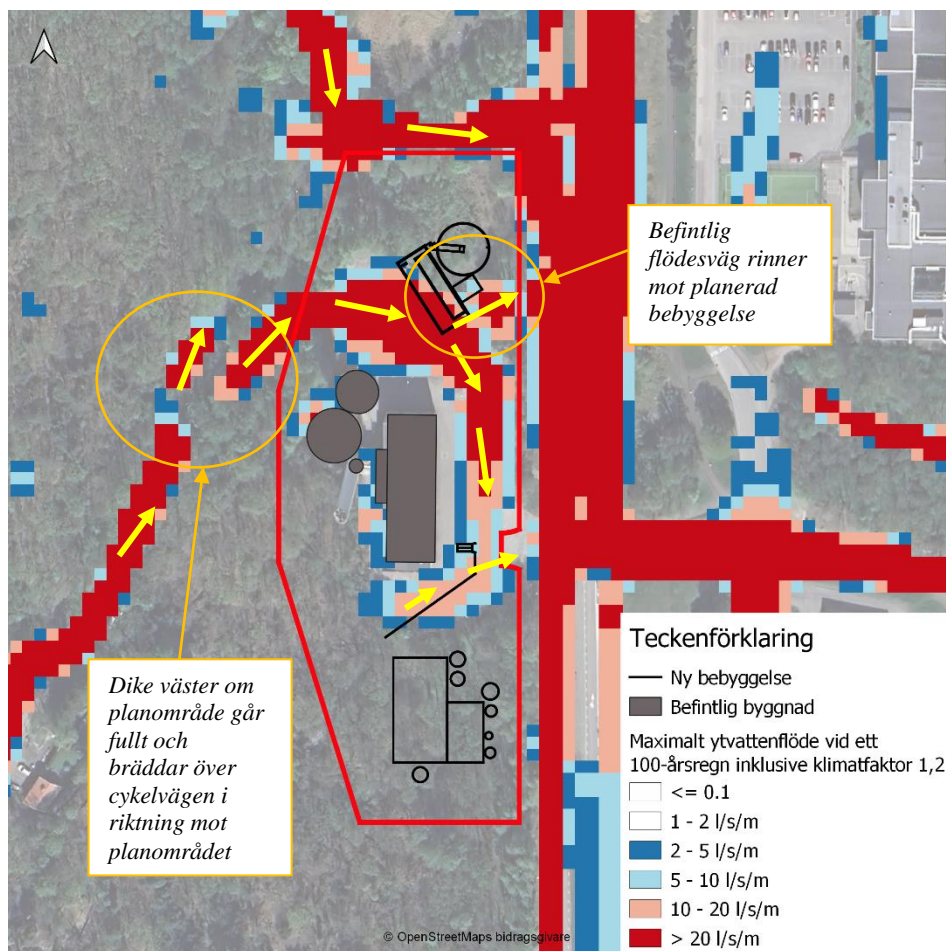 Befintlig
flödesväg rinner
mot planerad
bebyggelse
Dike väster om
planområde går
fullt och
bräddar över
cykelvägen i
riktning mot
planområdet
Teckenförklaring
Ny bebyggelse
Befintlig byggnad
Maximalt ytvattenflöde vid ett
100-årsregn inklusive klimatfaktor 1,2
<= 0.1
1 - 2 l/s/m
2 - 5 l/s/m
5 - 10 l/s/m
10 - 20 l/s/m
> 20 l/s/m
© OpenStreetMaps bidragsgivare